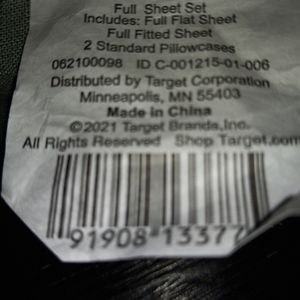 Full Sheet Set
Includes: Full Flat Sheet
Full Fitted Sheet
2 Standard Pillowcases
062100098 ID C-001215-01-006
Distributed by Target Corporation
Minneapolis, MN 55403
Made in China
©2021 Target Brands, Inc.
All Rights Reserved Shop Target.com
91908 13377